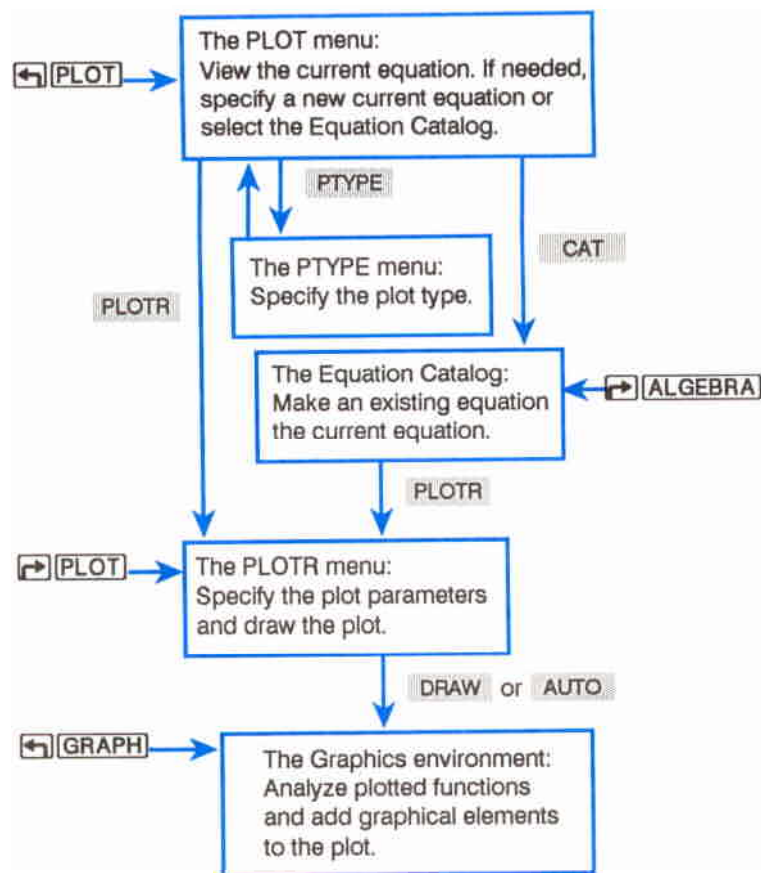 The PLOT menu:
PLOT
View the current equation. If needed,
specify a new current equation or
select the Equation Catalog.
PTYPE
CAT
The PTYPE menu:
Specify the plot type.
PLOTR
The Equation Catalog:
Make an existing equation
the current equation.
ALGEBRA
PLOTR
PLOT
The PLOTR menu:
Specify the plot parameters
and draw the plot.
DRAW or AUTO
GRAPH
The Graphics environment:
Analyze plotted functions
and add graphical elements
to the plot.